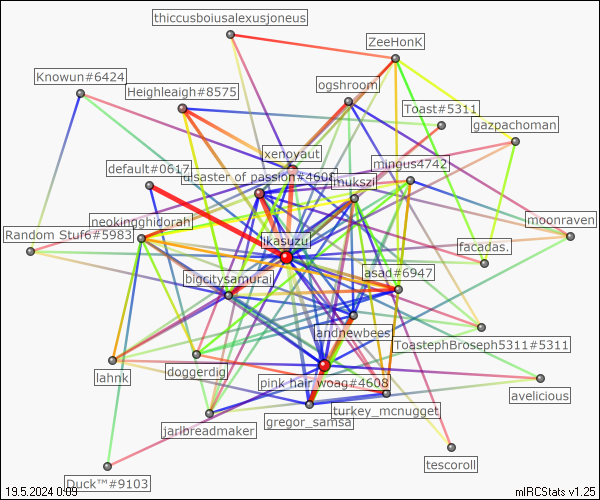 thiccusboiusalexusjoneus
ZeeHonK
Knowun#6424
ogshroom
Heighleaigh#8575
Toast#5311
gazpachoman
xenoyaut
default#0617
mingus4742
disaster of passion#4608
mukszi
neokingghidorah
moonraven
Random Stuf6#5983
ikasuzu
facadas.
bigcitysamurai
asad#6947
andnewbees
ToastephBroseph5311#5311
lahnk
doggerdig
pink hair woag#4608
avelicious
turkey_mcnugget
gregor_samsa
jarlbreadmaker
tescoroll
Duck™#9103
19.5.2024 0:09
mIRCStats v1.25